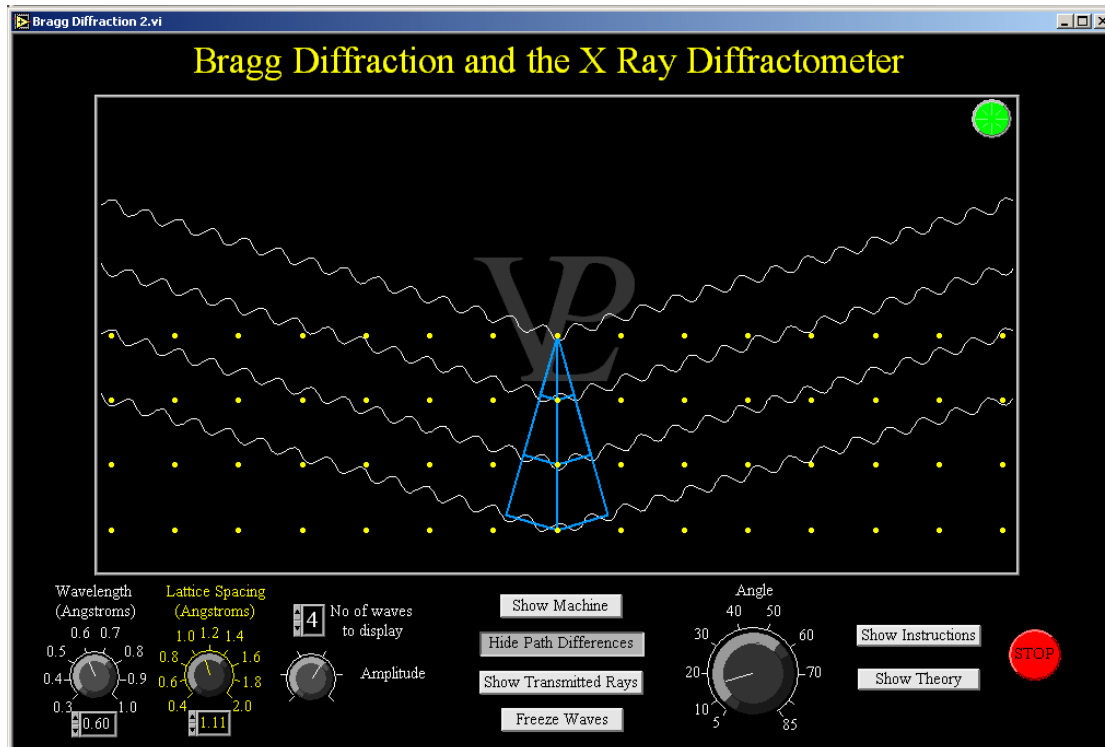 Bragg Diffraction 2.vi
Bragg Diffraction and the X Ray Diffractometer
VPL
Wavelength
(Angstroms)
0.3 0.4 0.5 0.6 0.7 0.8 0.9 1.0
0.60
Lattice Spacing
(Angstroms)
0.4 0.6 0.8 1.0 1.2 1.4 1.6 1.8 2.0
1.11
4
No of waves
to display
Amplitude
Show Machine
Hide Path Differences
Show Transmitted Rays
Freeze Waves
Angle
5 10 20 30 40 50 60 70 85
Show Instructions
Show Theory
STOP